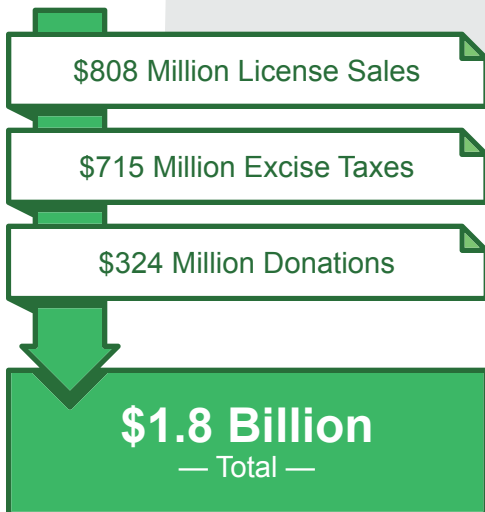 $808 Million License Sales
$715 Million Excise Taxes
$324 Million Donations
$1.8 Billion
— Total —